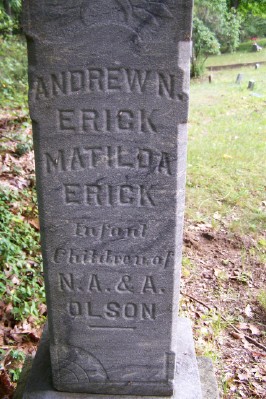 ANDREW N.
ERICK
MATILDA
ERICK
Infant
Children of
N. A. & A.
OLSON